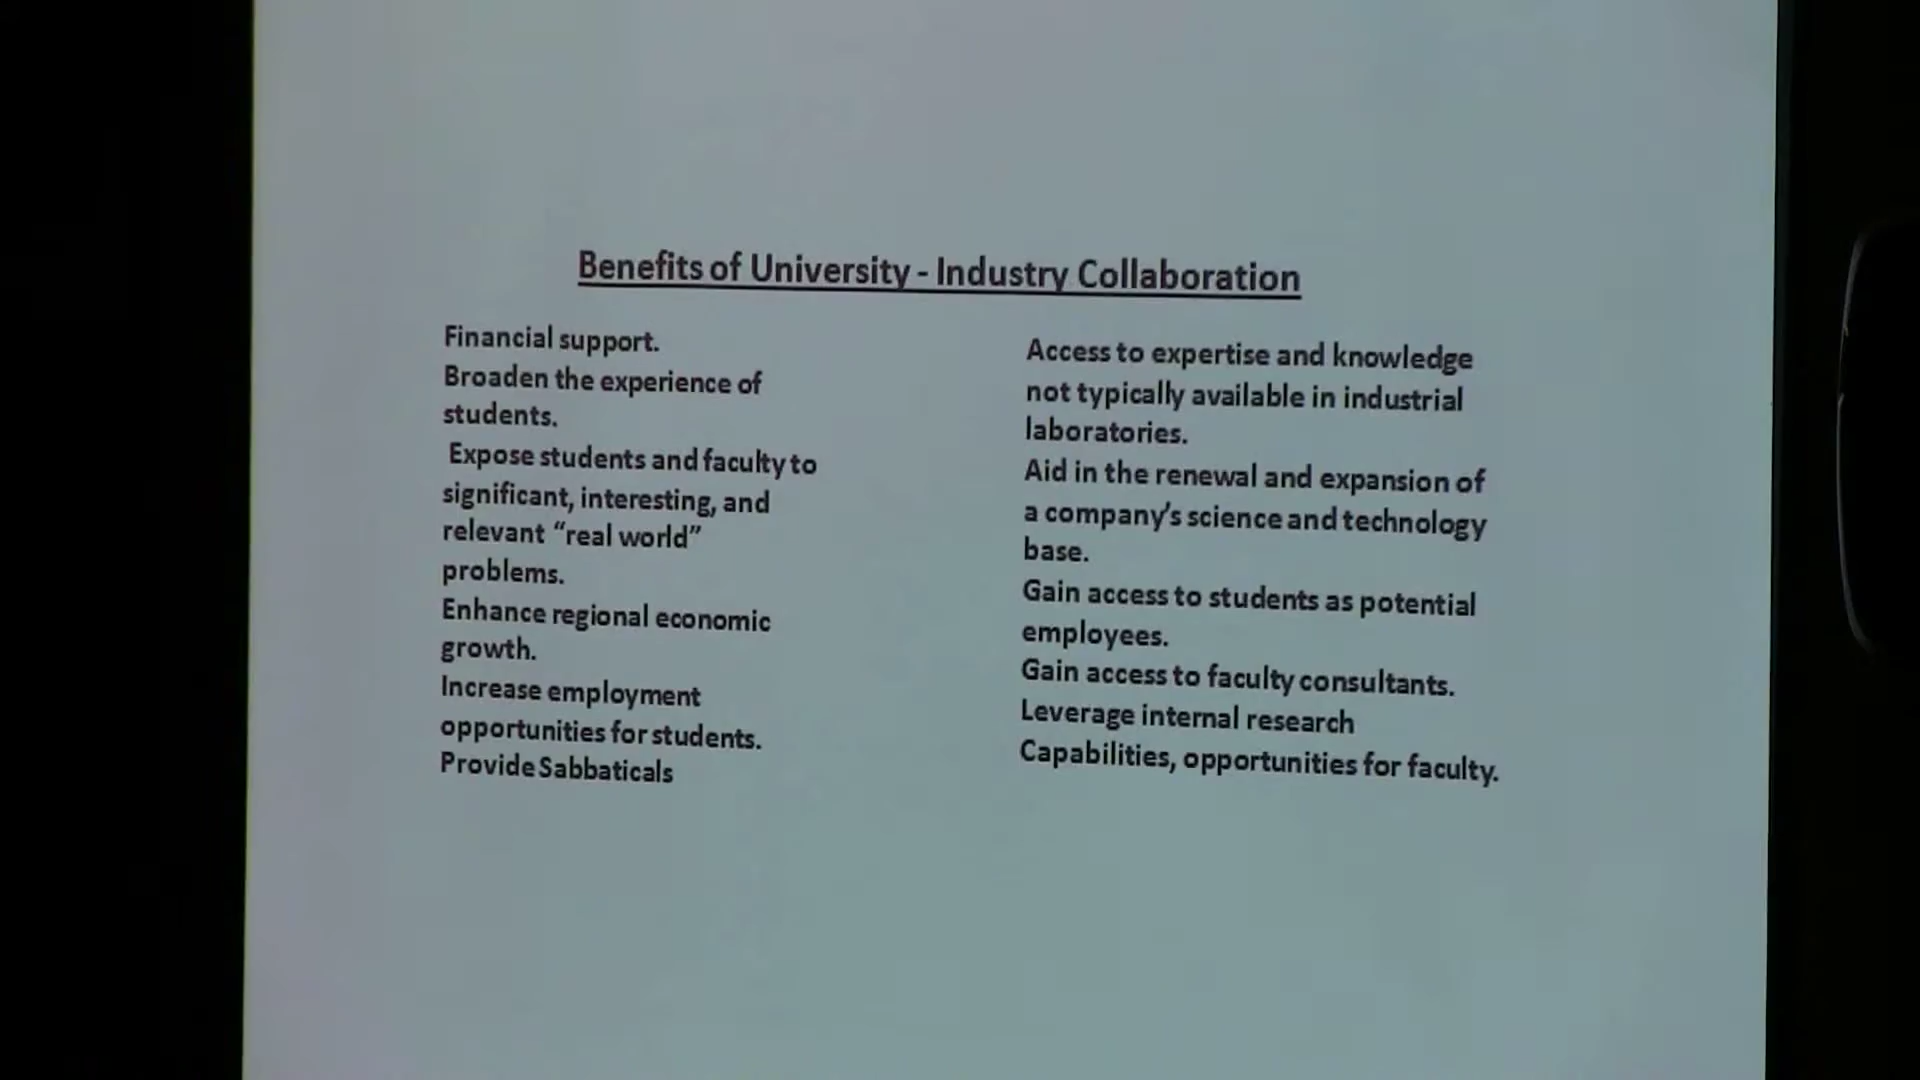 Benefits of University - Industry Collaboration
Financial support.
Broaden the experience of
students.
Expose students and faculty to
significant, interesting, and
relevant “real world”
problems.
Enhance regional economic
growth.
Increase employment
opportunities for students.
Provide Sabbaticals
Access to expertise and knowledge
not typically available in industrial
laboratories.
Aid in the renewal and expansion of
a company’s science and technology
base.
Gain access to students as potential
employees.
Gain access to faculty consultants.
Leverage internal research
Capabilities, opportunities for faculty.